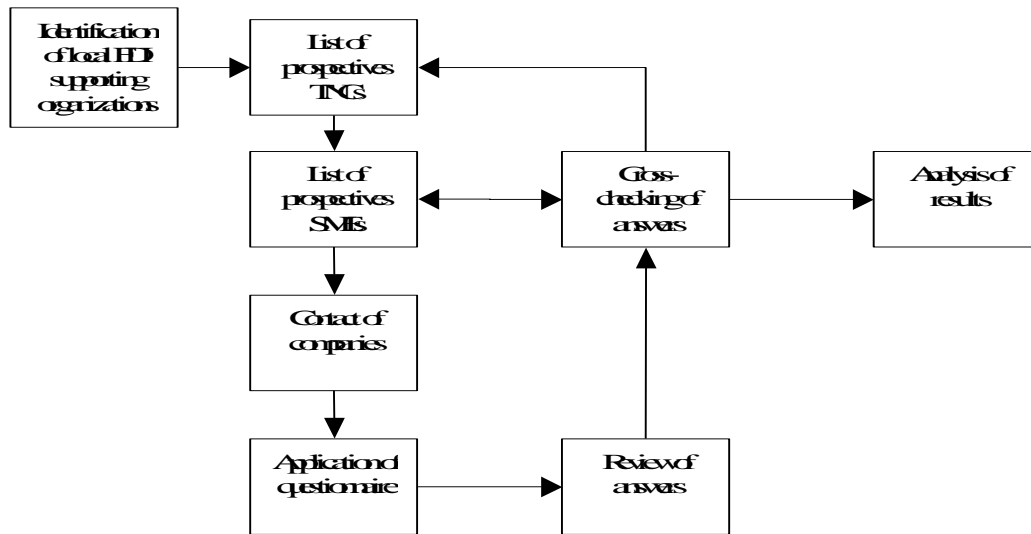 Identification
of local FDI
supporting
organizations
List of
prospectives
TNCs
List of
prospectives
SMEs
Cross-
checking of
answers
Analysis of
results
Contact of
companies
Application of
questionnaire
Review of
answers